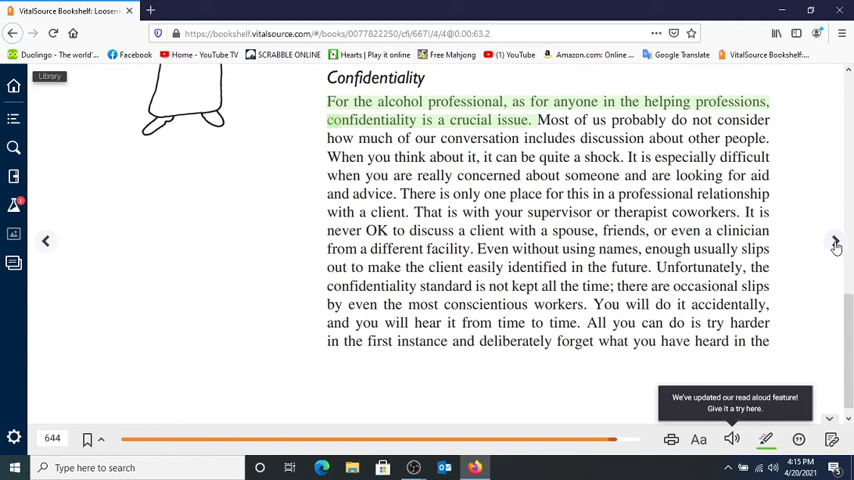 VitalSource Bookshelf: Loosen
https://bookshelf.vitalsource.com/#/books/0077822250/cfi/667!/4/4@0.00:63.2
Duolingo - The world'...
Facebook
Home - YouTube TV
SCRABBLE ONLINE
Hearts | Play it online
Free Mahjong
(1) YouTube
Amazon.com: Online ...
Google Translate
VitalSource Bookshelf:...
Library
Confidentiality
For the alcohol professional, as for anyone in the helping professions,
confidentiality is a crucial issue. Most of us probably do not consider
how much of our conversation includes discussion about other people.
When you think about it, it can be quite a shock. It is especially difficult
when you are really concerned about someone and are looking for aid
and advice. There is only one place for this in a professional relationship
with a client. That is with your supervisor or therapist coworkers. It is
never OK to discuss a client with a spouse, friends, or even a clinician
from a different facility. Even without using names, enough usually slips
out to make the client easily identified in the future. Unfortunately, the
confidentiality standard is not kept all the time; there are occasional slips
by even the most conscientious workers. You will do it accidentally,
and you will hear it from time to time. All you can do is try harder
in the first instance and deliberately forget what you have heard in the
We've updated our read aloud feature!
Give it a try here.
644
Aa
Type here to search
4:15 PM
4/20/2021